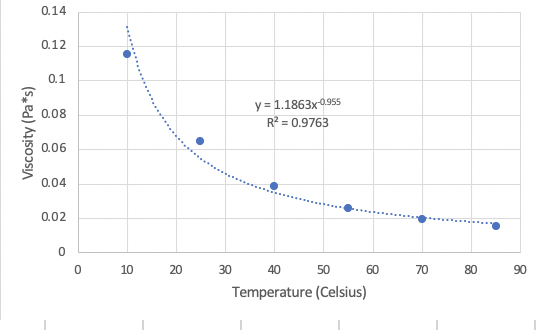 0.14
0.12
0.1
0.08
0.06
0.04
0.02
0
Viscosity (Pa*s)
y = 1.1863x^-0.955
R² = 0.9763
0 10 20 30 40 50 60 70 80 90
Temperature (Celsius)